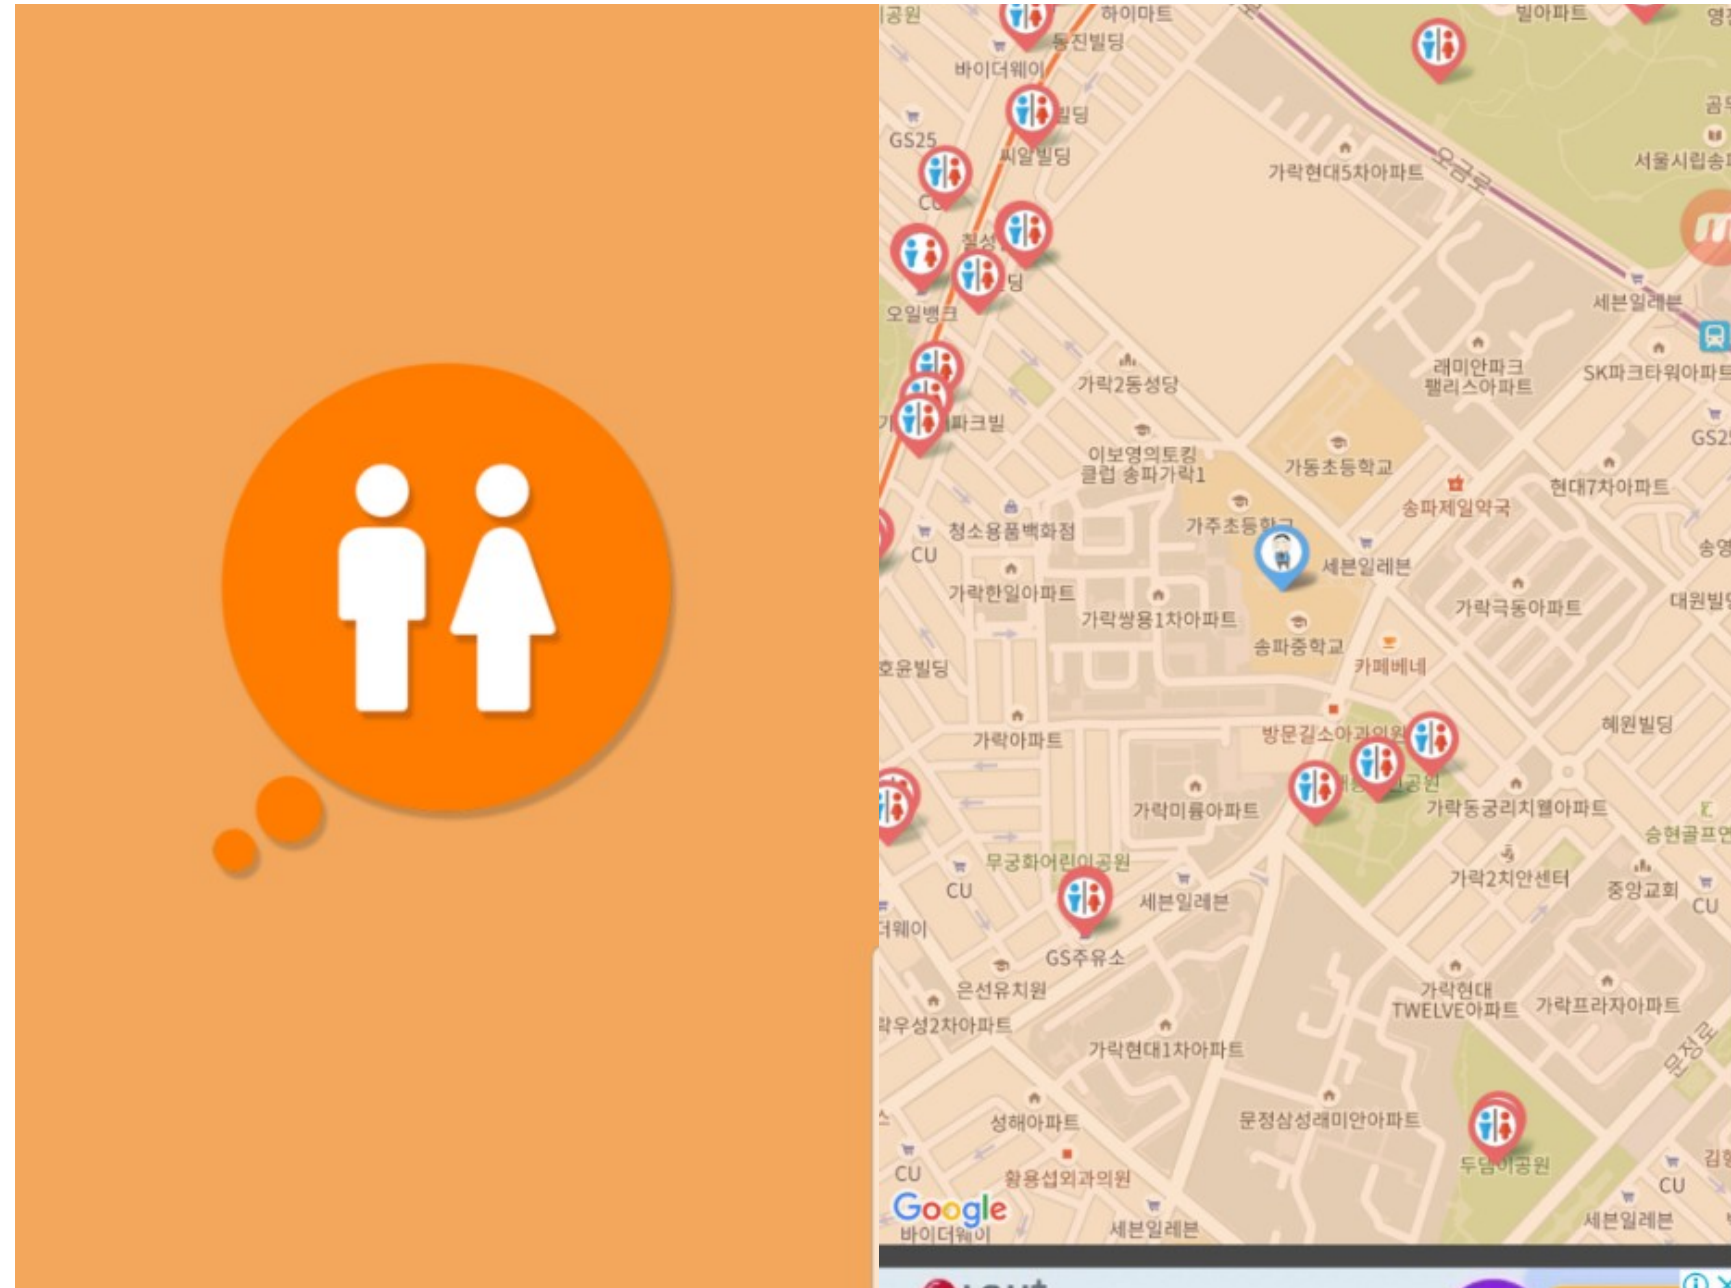 하이마트
빌아파트
동진빌딩
바이더웨이
GS25
씨알빌딩
가락현대5차아파트
오금로
CU
오일뱅크
세븐일레븐
가락2동성당
래미안파크
팰리스아파트
SK파크타워아파트
파크빌
이보영의토킹
클럽 송파가락1
가동초등학교
현대7차아파트
송파제일약국
청소용품백화점
가주초등학교
CU
세븐일레븐
가락한일아파트
가락쌍용1차아파트
가락극동아파트
송파중학교
카페베네
호윤빌딩
가락아파트
방문길소아과의원
혜원빌딩
가락미륭아파트
가락동궁리치웰아파트
무궁화어린이공원
CU
세븐일레븐
가락2치안센터
중앙교회
CU
GS주유소
은선유치원
가락현대
TWELVE아파트
가락프라자아파트
가락현대1차아파트
문정로
성해아파트
문정삼성래미안아파트
CU
황용섭외과의원
두댐이공원
CU
Google
바이더웨이
세븐일레븐
세븐일레븐